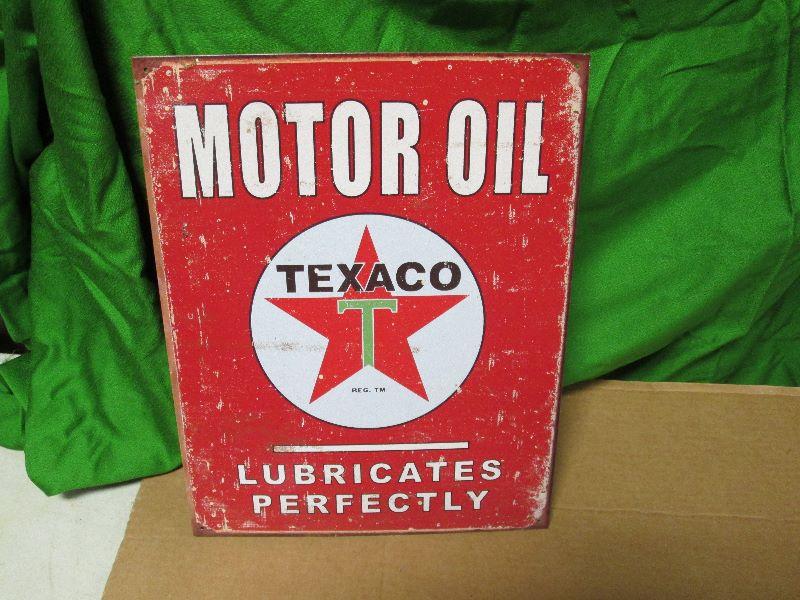 MOTOR OIL
TEXACO
T
REG. TM
LUBRICATES
PERFECTLY